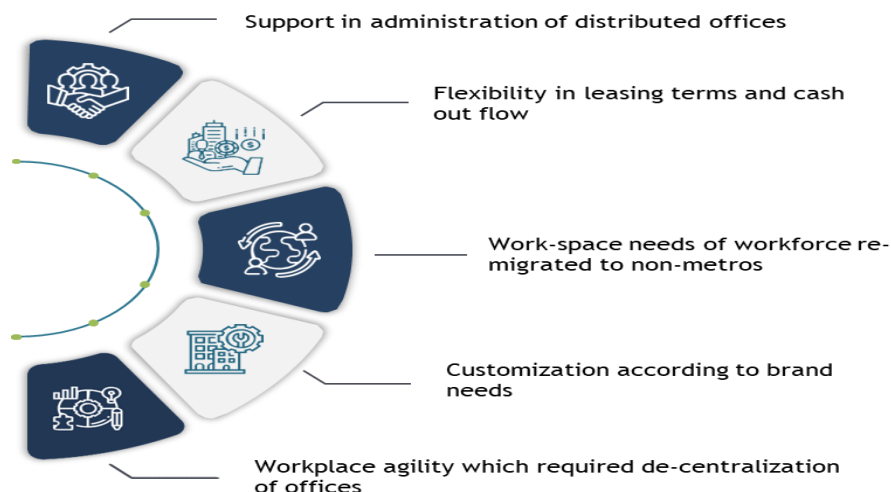 Support in administration of distributed offices
Flexibility in leasing terms and cash
out flow
Work-space needs of workforce re-
migrated to non-metros
Customization according to brand
needs
Workplace agility which required de-centralization
of offices